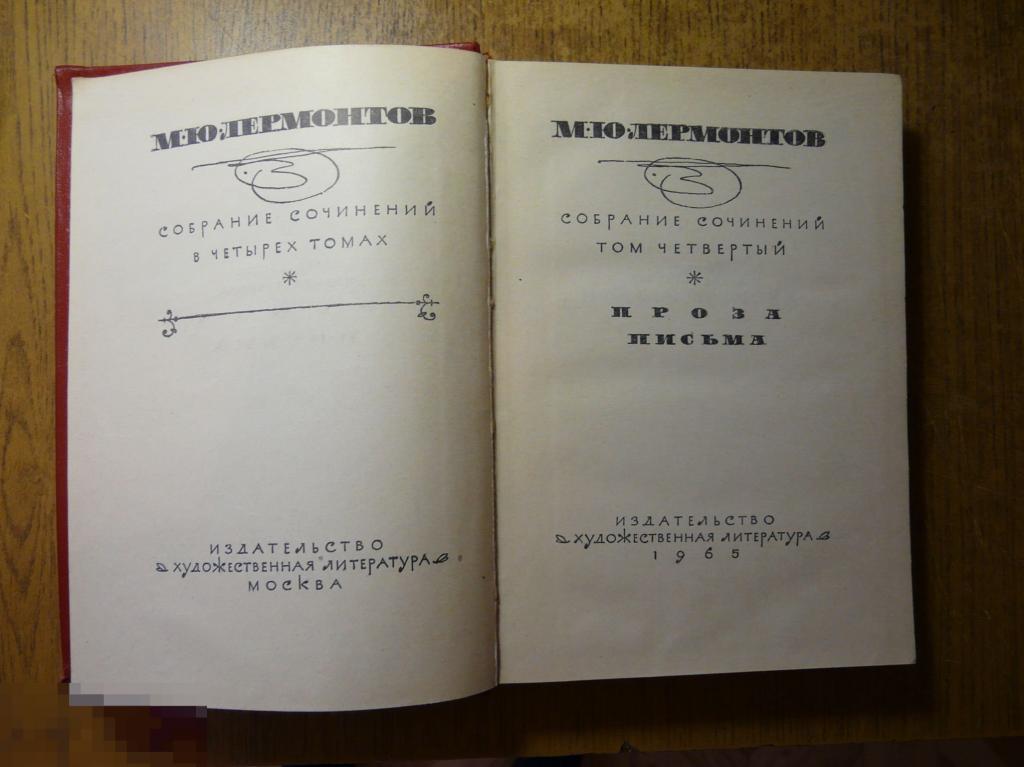 М·Ю·ЛЕРМОНТОВ
СОБРАНИЕ СОЧИНЕНИЙ
В ЧЕТЫРЕХ ТОМАХ
*
ИЗДАТЕЛЬСТВО
«ХУДОЖЕСТВЕННАЯ ЛИТЕРАТУРА»
МОСКВА
М·Ю·ЛЕРМОНТОВ
СОБРАНИЕ СОЧИНЕНИЙ
ТОМ ЧЕТВЕРТЫЙ
*
ПРОЗА
ПИСЬМА
ИЗДАТЕЛЬСТВО
«ХУДОЖЕСТВЕННАЯ ЛИТЕРАТУРА»
1965